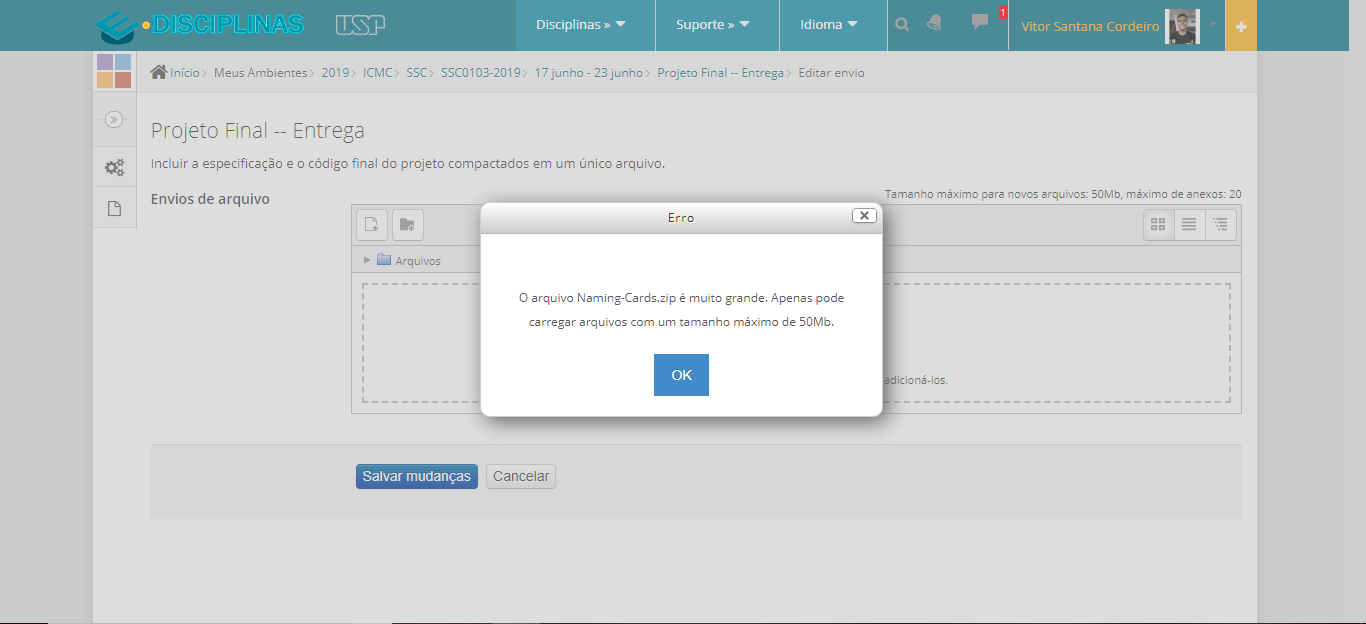 DISCIPLINAS
USP
Disciplinas »
Suporte »
Idioma
1
Vitor Santana Cordeiro
Início
Meus Ambientes
2019
ICMC
SSC
SSC0103-2019
17 junho - 23 junho
Projeto Final -- Entrega
Editar envio
Projeto Final -- Entrega
Incluir a especificação e o código final do projeto compactados em um único arquivo.
Envios de arquivo
Tamanho máximo para novos arquivos: 50Mb, máximo de anexos: 20
Arquivos
Erro
O arquivo Naming-Cards.zip é muito grande. Apenas pode
carregar arquivos com um tamanho máximo de 50Mb.
OK
adicioná-los.
Salvar mudanças
Cancelar